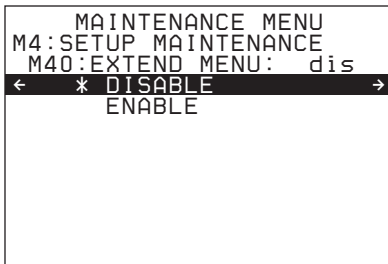 MAINTENANCE MENU
M4:SETUP MAINTENANCE
M40:EXTEND MENU: dis
← * DISABLE →
ENABLE